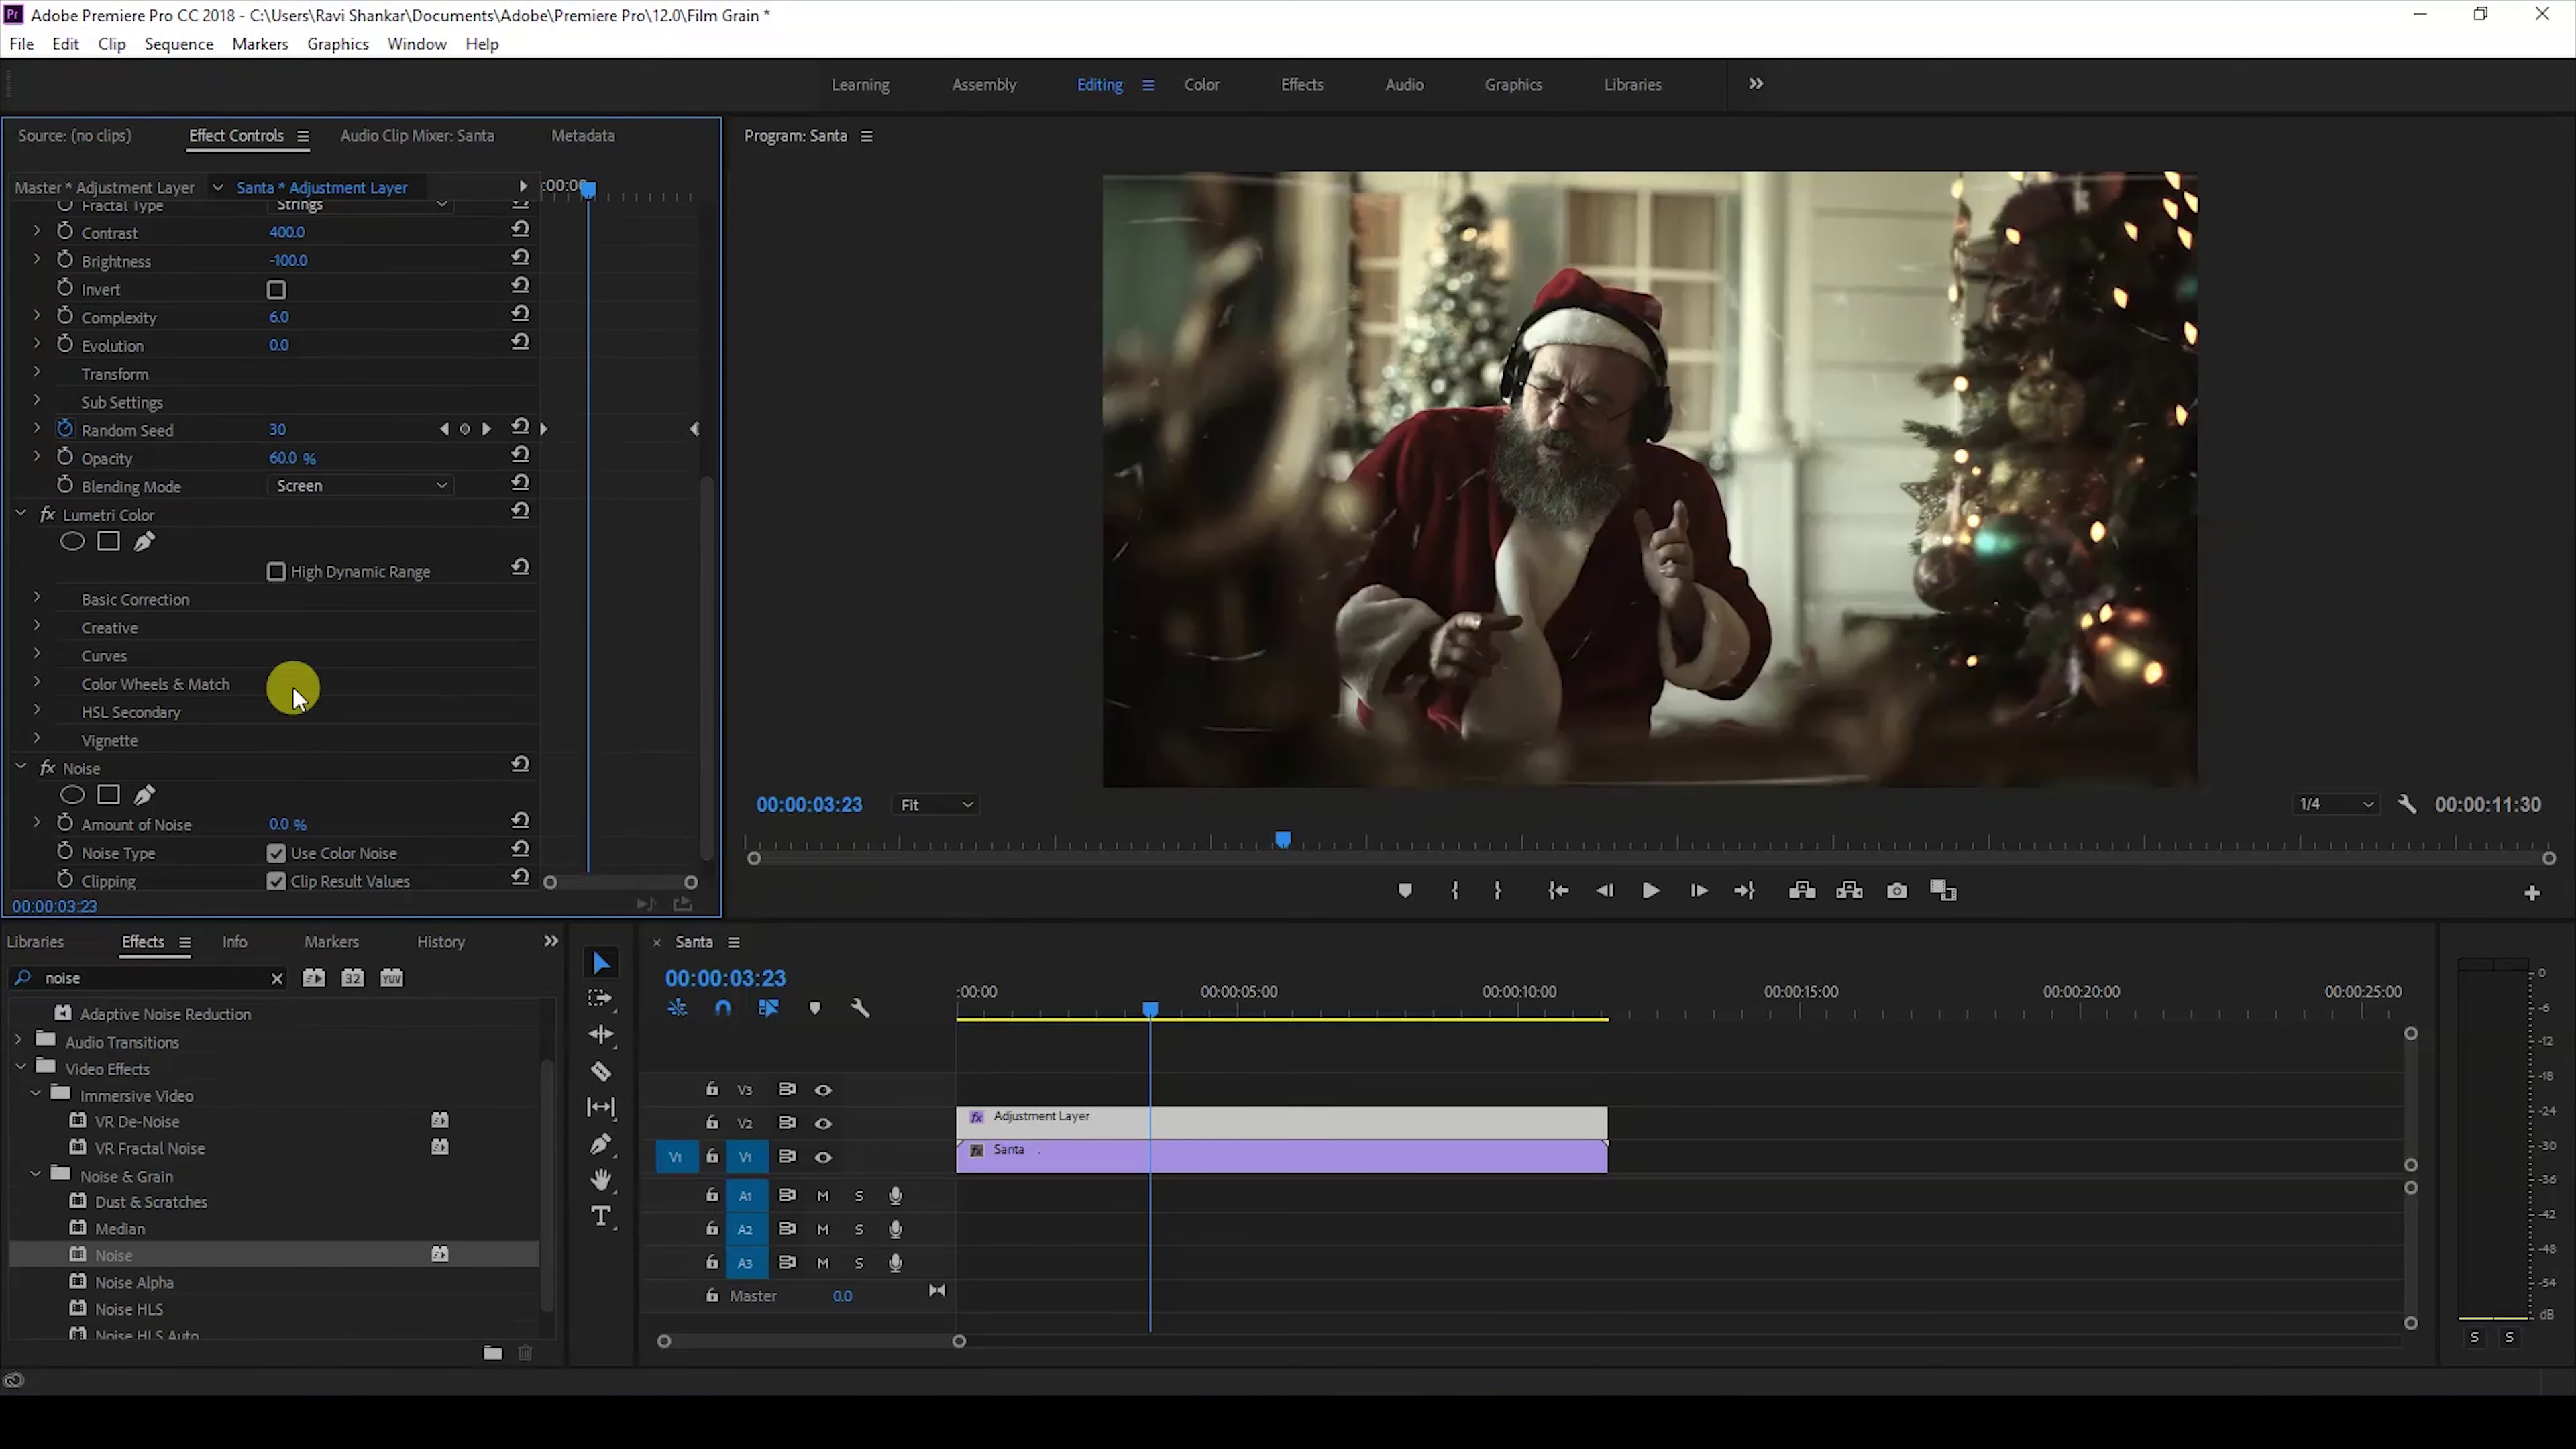 Pr Adobe Premiere Pro CC 2018 - C:\Users\Ravi Shankar\Documents\Adobe\Premiere Pro\12.0\Film Grain *
File Edit Clip Sequence Markers Graphics Window Help
Learning Assembly Editing Color Effects Audio Graphics Libraries
Source: (no clips) Effect Controls Audio Clip Mixer: Santa Metadata
Program: Santa
Master * Adjustment Layer Santa * Adjustment Layer :00:00
Fractal Type Strings
Contrast 400.0
Brightness -100.0
Invert
Complexity 6.0
Evolution 0.0
Transform
Sub Settings
Random Seed 30
Opacity 60.0 %
Blending Mode Screen
fx Lumetri Color
High Dynamic Range
Basic Correction
Creative
Curves
Color Wheels & Match
HSL Secondary
Vignette
fx Noise
Amount of Noise 0.0 %
Noise Type Use Color Noise
Clipping Clip Result Values
00:00:03:23
00:00:03:23 Fit 1/4 00:00:11:30
Libraries Effects Info Markers History
noise 32 YUV
Adaptive Noise Reduction
Audio Transitions
Video Effects
Immersive Video
VR De-Noise
VR Fractal Noise
Noise & Grain
Dust & Scratches
Median
Noise
Noise Alpha
Noise HLS
Noise HLS Auto
T
× Santa
00:00:03:23
:00:00 00:00:05:00 00:00:10:00 00:00:15:00 00:00:20:00 00:00:25:00
V3
V2 fx Adjustment Layer
V1 V1 fx Santa
A1 M S
A2 M S
A3 M S
Master 0.0
0
-6
-12
-18
-24
-30
-36
-42
-48
-54
dB
S S